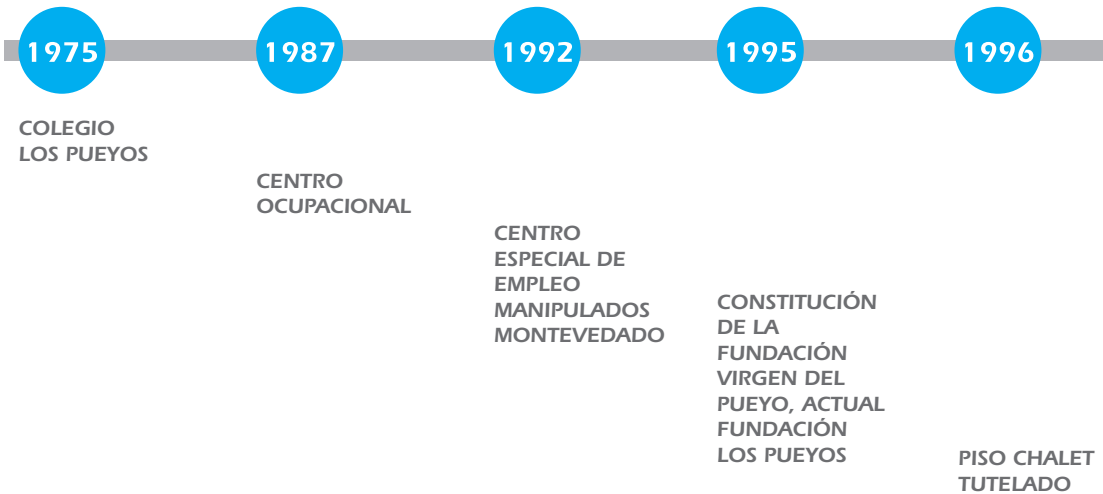 1975
COLEGIO
LOS PUEYOS
1987
CENTRO
OCUPACIONAL
1992
CENTRO
ESPECIAL DE
EMPLEO
MANIPULADOS
MONTEVEDADO
1995
CONSTITUCIÓN
DE LA
FUNDACIÓN
VIRGEN DEL
PUEYO, ACTUAL
FUNDACIÓN
LOS PUEYOS
1996
PISO CHALET
TUTELADO